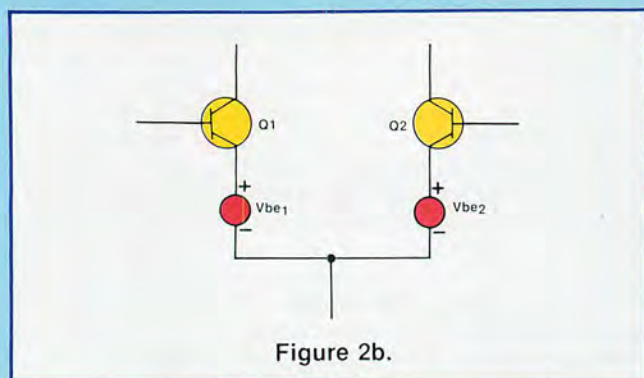 Q1
Q2
+
Vbe1
−
+
Vbe2
−
Figure 2b.